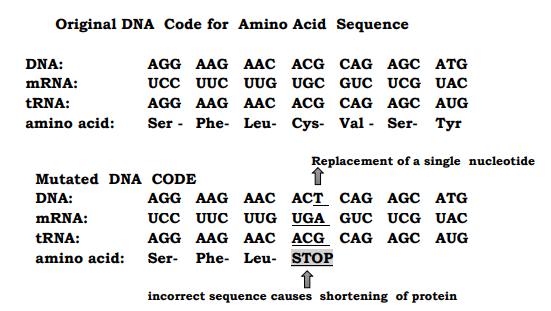 Original DNA Code for Amino Acid Sequence
DNA: AGG AAG AAC ACG CAG AGC ATG
mRNA: UCC UUC UUG UGC GUC UCG UAC
tRNA: AGG AAG AAC ACG CAG AGC AUG
amino acid: Ser - Phe- Leu- Cys- Val - Ser- Tyr
Replacement of a single nucleotide
Mutated DNA CODE
DNA: AGG AAG AAC ACT CAG AGC ATG
mRNA: UCC UUC UUG UGA GUC UCG UAC
tRNA: AGG AAG AAC ACG CAG AGC AUG
amino acid: Ser- Phe- Leu- STOP
incorrect sequence causes shortening of protein